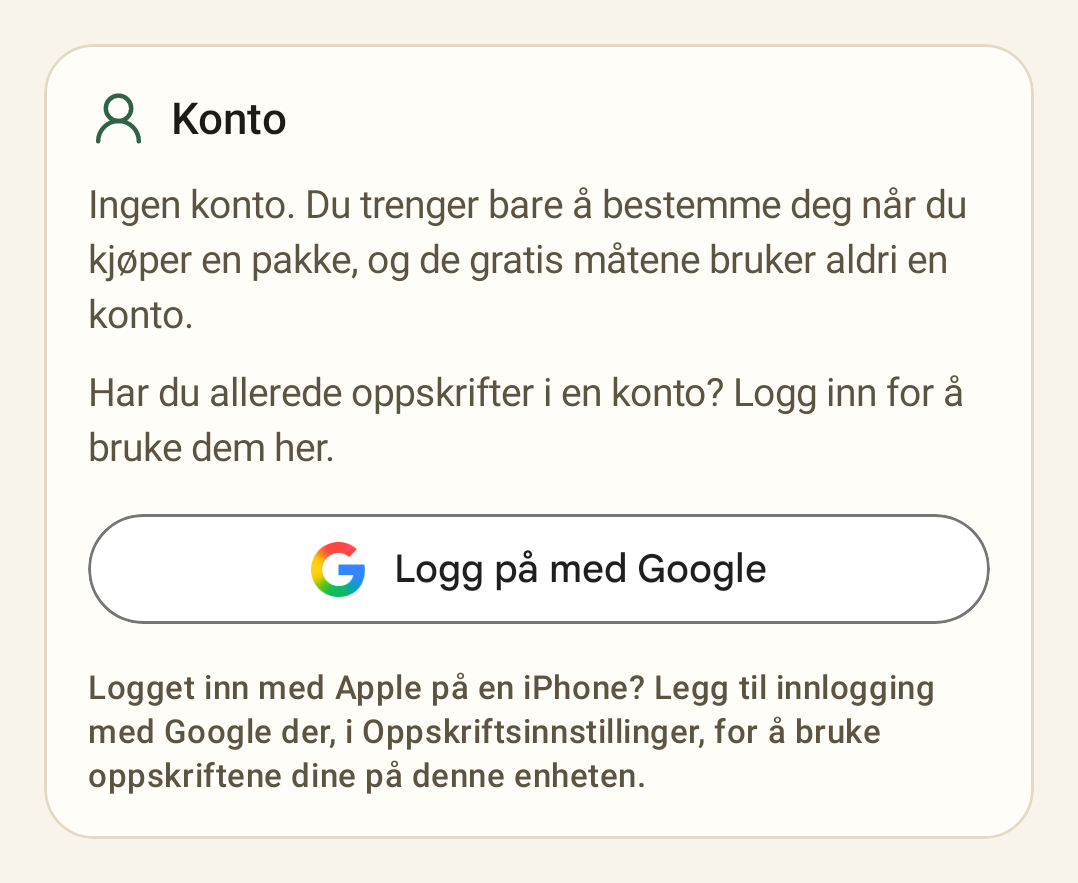 Konto
Ingen konto. Du trenger bare å bestemme deg når du
kjøper en pakke, og de gratis måtene bruker aldri en
konto.
Har du allerede oppskrifter i en konto? Logg inn for å
bruke dem her.
Logg på med Google
Logget inn med Apple på en iPhone? Legg til innlogging
med Google der, i Oppskriftsinnstillinger, for å bruke
oppskriftene dine på denne enheten.